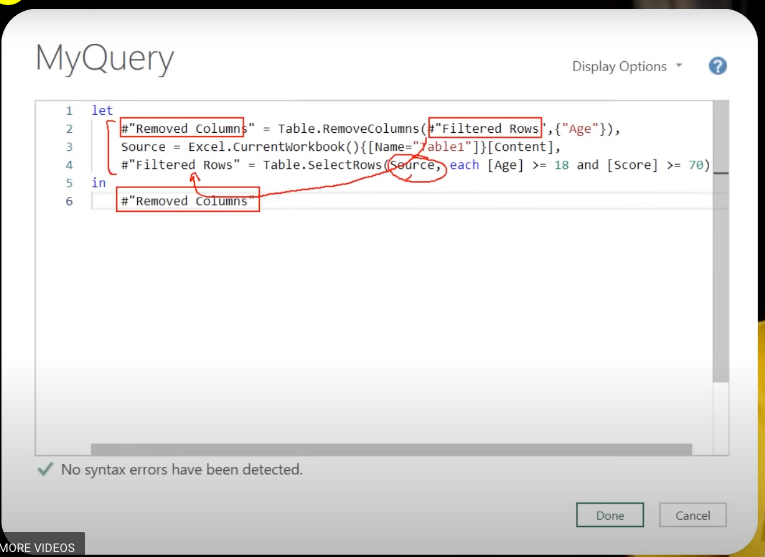 MyQuery
Display Options
?
1 let
2 #"Removed Columns" = Table.RemoveColumns(#"Filtered Rows",{"Age"}),
3 Source = Excel.CurrentWorkbook(){[Name="Table1"]}[Content],
4 #"Filtered Rows" = Table.SelectRows(Source, each [Age] >= 18 and [Score] >= 70)
5 in
6 #"Removed Columns"
No syntax errors have been detected.
Done Cancel
MORE VIDEOS